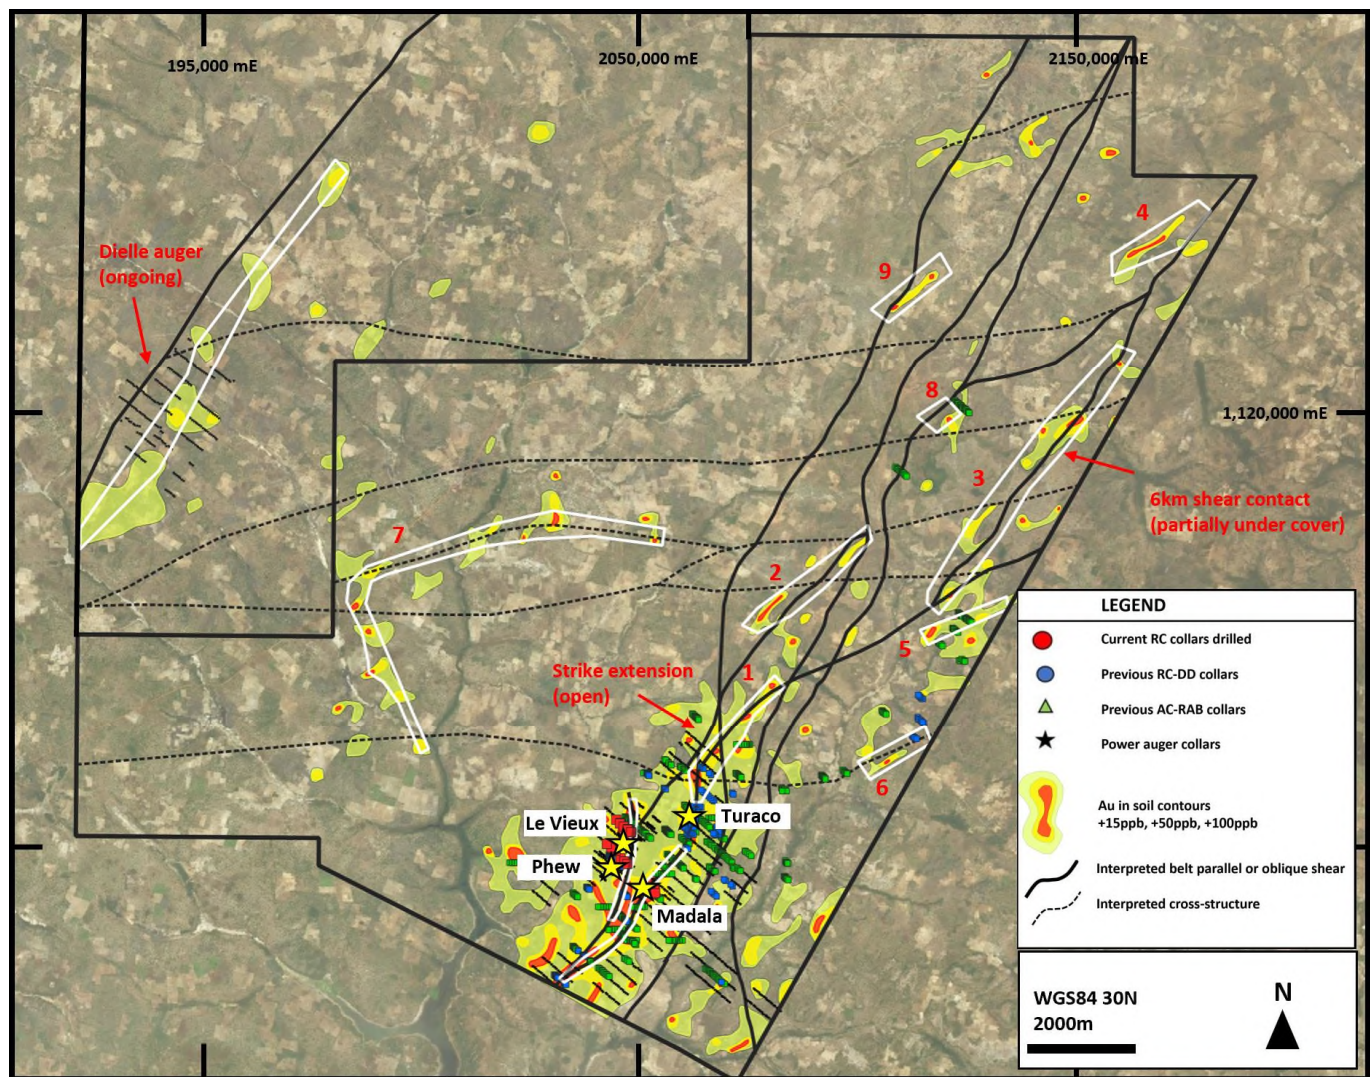 195,000 mE
2050,000 mE
2150,000 mE
4
Dielle auger
(ongoing)
9
8
1,120,000 mE
3
6km shear contact
(partially under cover)
7
2
5
Strike extension
(open)
1
6
Le Vieux
Turaco
Phew
Madala
LEGEND
Current RC collars drilled
Previous RC-DD collars
Previous AC-RAB collars
Power auger collars
Au in soil contours
+15ppb, +50ppb, +100ppb
Interpreted belt parallel or oblique shear
Interpreted cross-structure
WGS84 30N
2000m
N